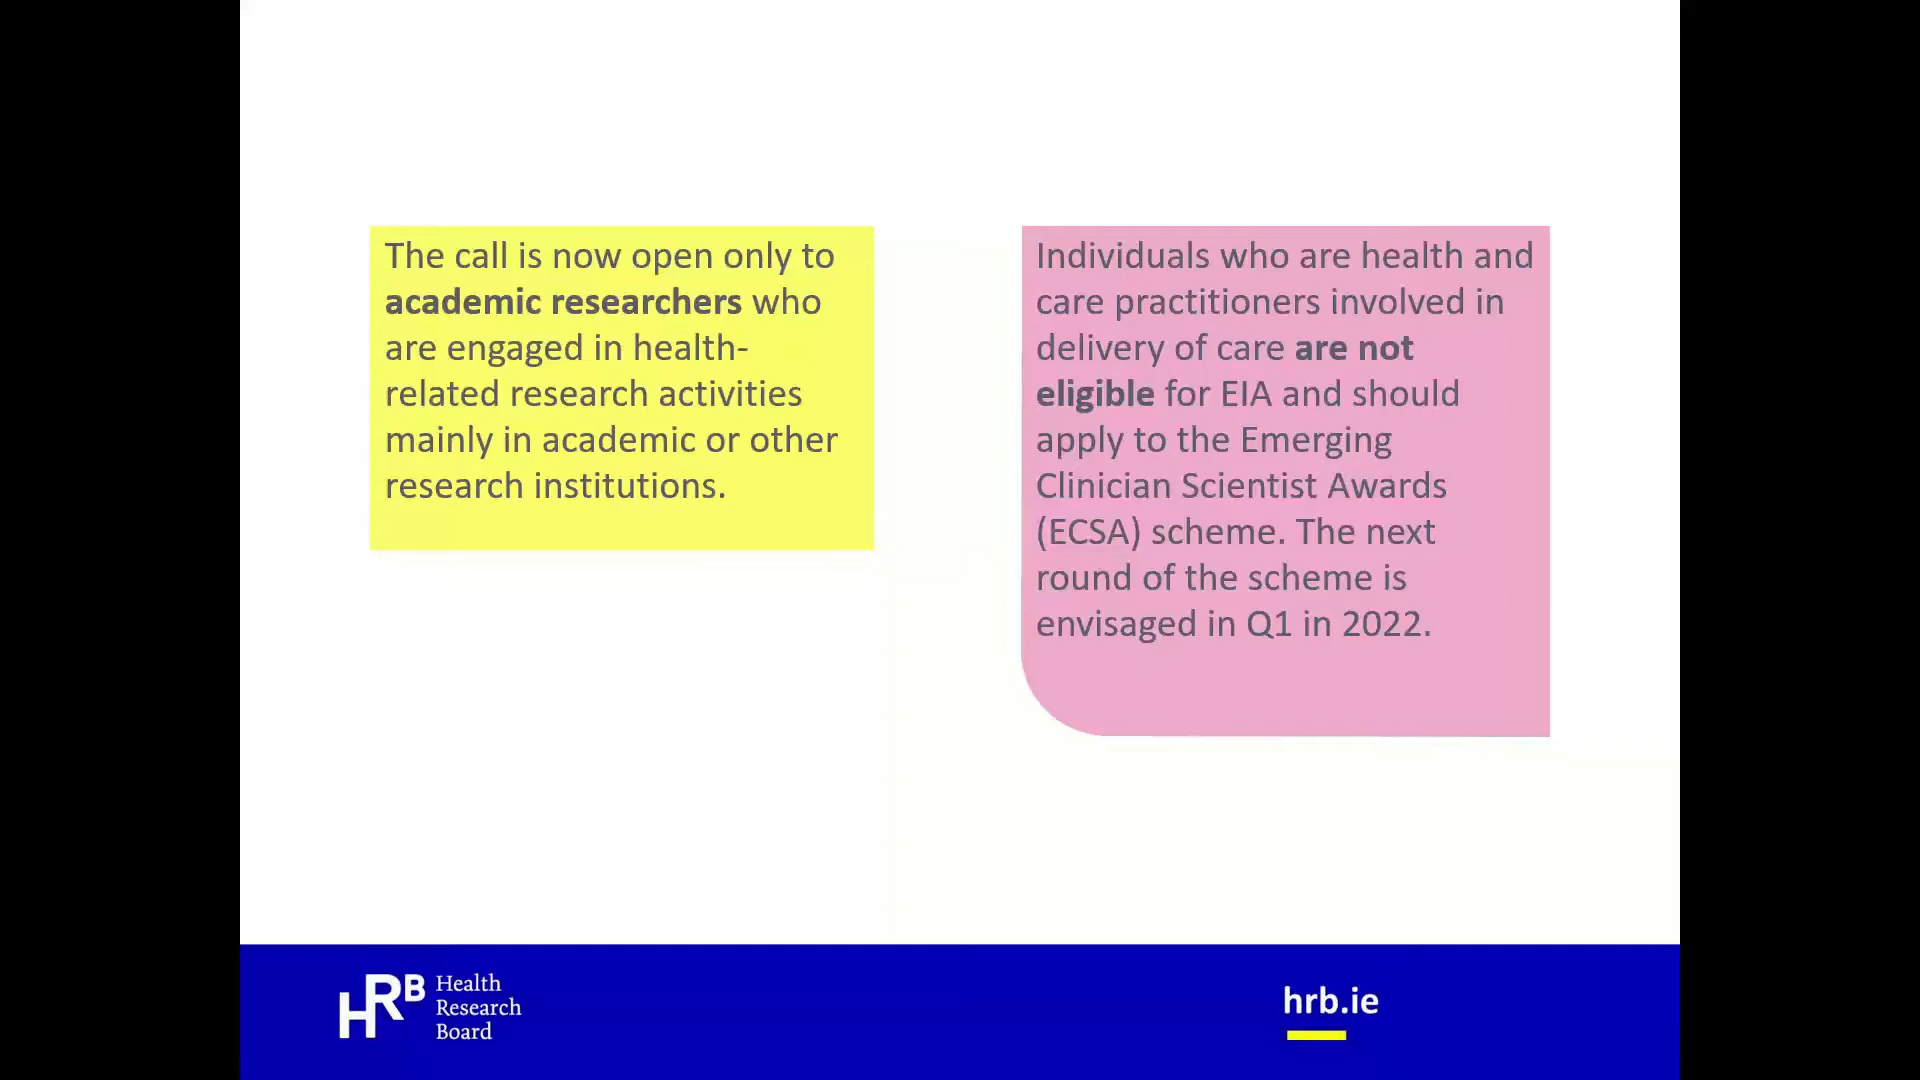 The call is now open only to
academic researchers who
are engaged in health-
related research activities
mainly in academic or other
research institutions.
Individuals who are health and
care practitioners involved in
delivery of care are not
eligible for EIA and should
apply to the Emerging
Clinician Scientist Awards
(ECSA) scheme. The next
round of the scheme is
envisaged in Q1 in 2022.
HRB
Health
Research
Board
hrb.ie